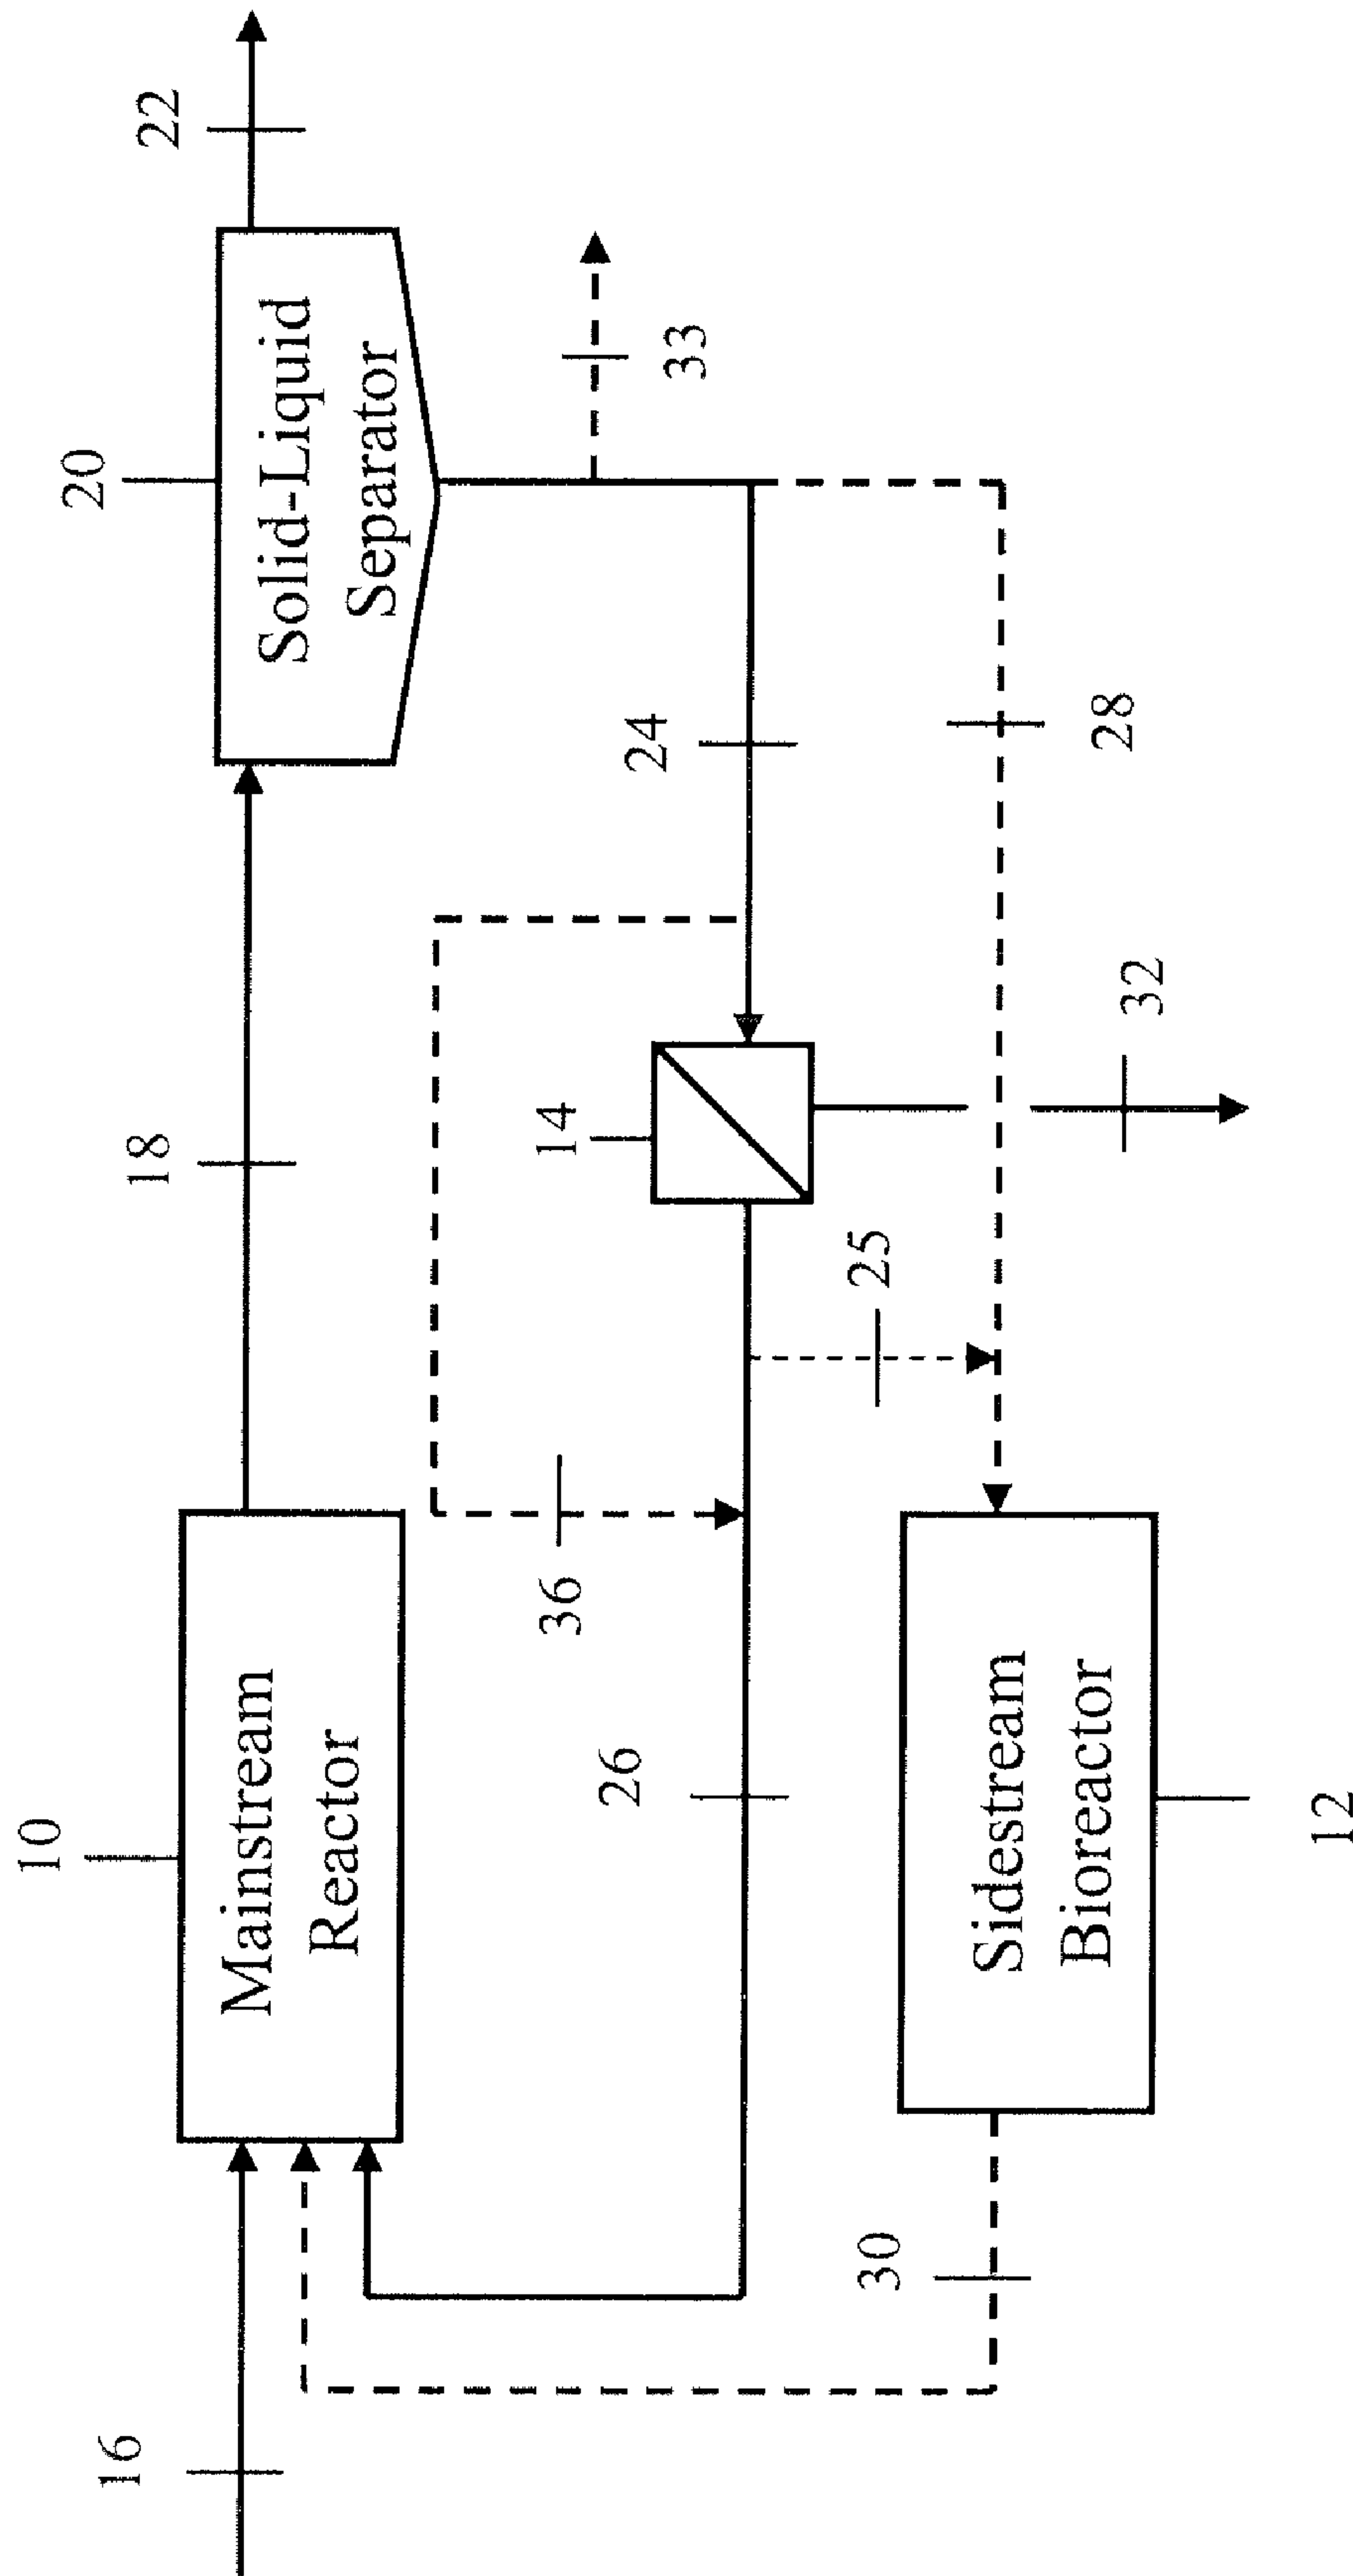 10
Mainstream
Reactor
16
18
20
Solid-Liquid
Separator
22
33
24
14
36
26
25
28
32
30
Sidestream
Bioreactor
12